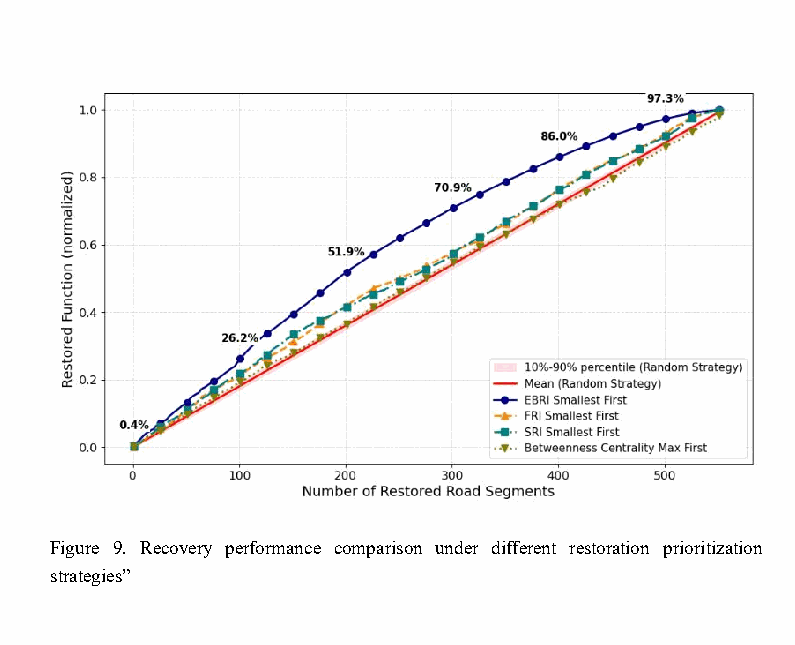 97.3%
86.0%
70.9%
51.9%
26.2%
0.4%
1.0
0.8
0.6
0.4
0.2
0.0
Restored Function (normalized)
10%-90% percentile (Random Strategy)
Mean (Random Strategy)
EBRI Smallest First
FRI Smallest First
SRI Smallest First
Betweenness Centrality Max First
0 100 200 300 400 500
Number of Restored Road Segments
Figure 9. Recovery performance comparison under different restoration prioritization
strategies”